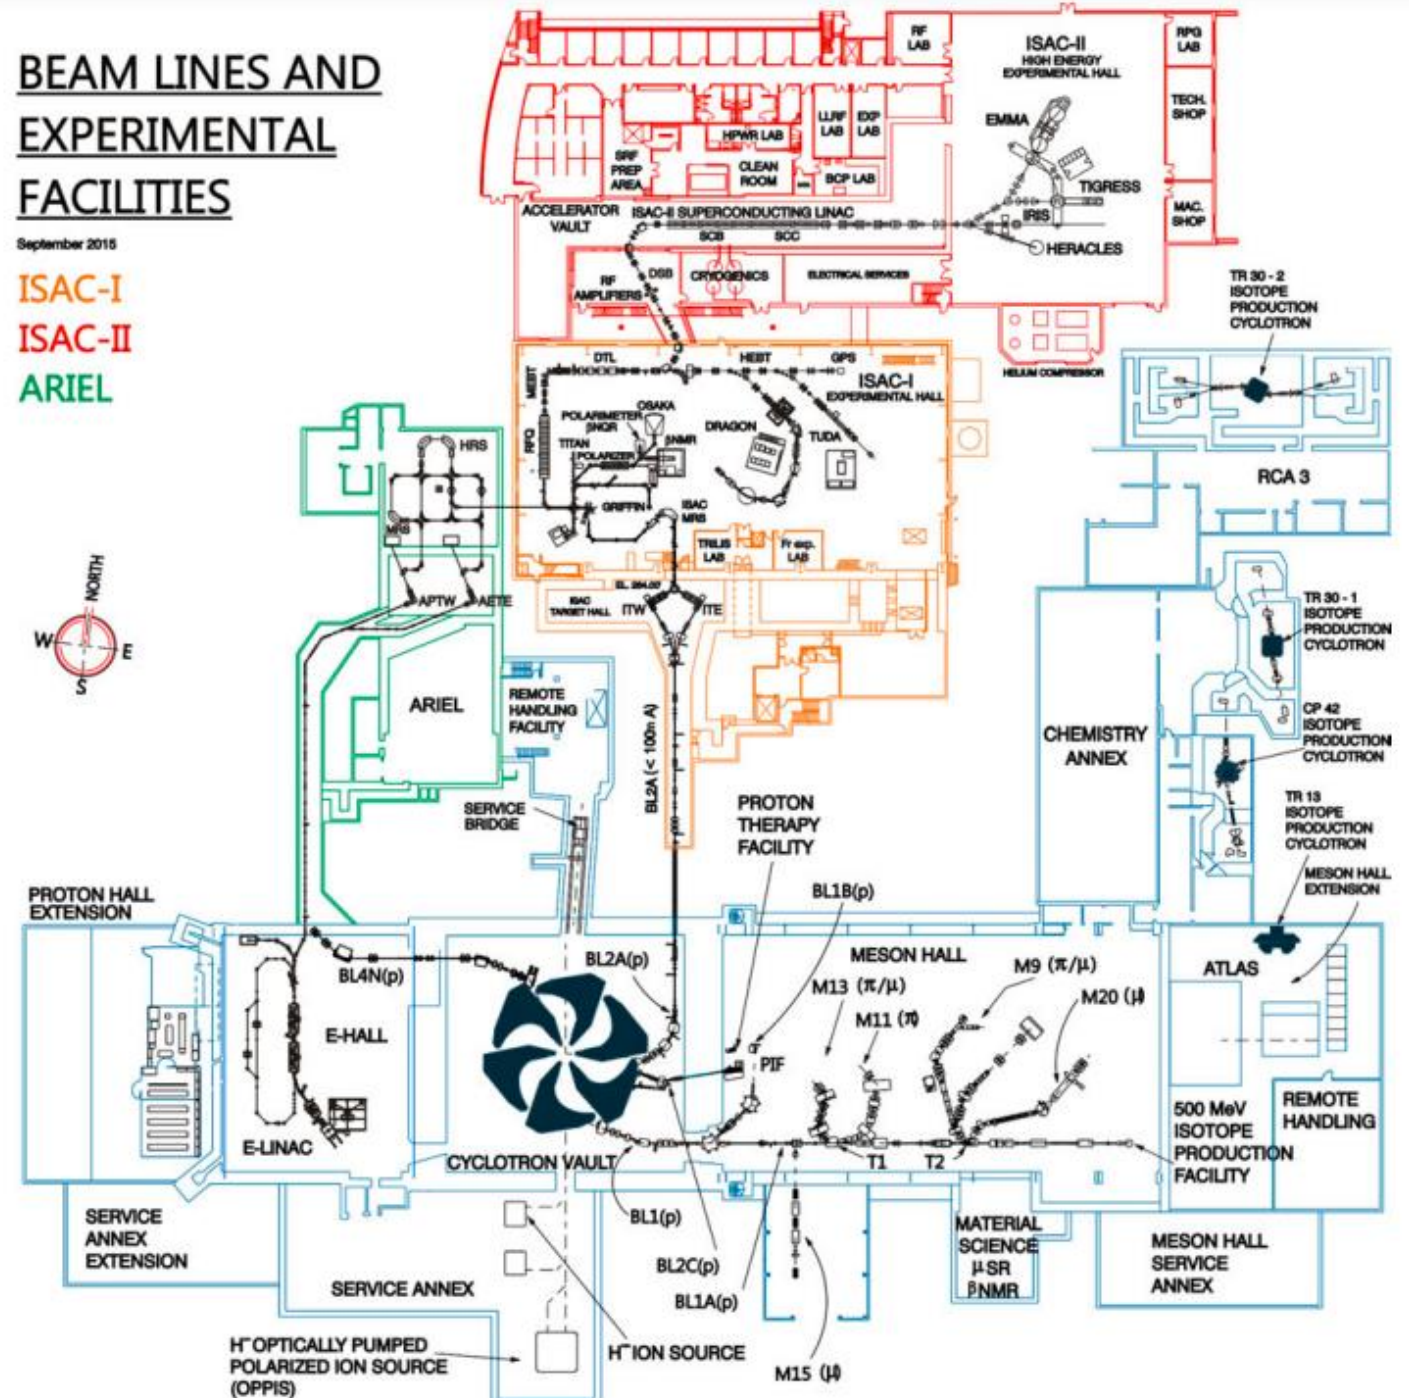 BEAM LINES AND
EXPERIMENTAL
FACILITIES
September 2015
ISAC-I
ISAC-II
ARIEL
RF
LAB
ISAC-II
HIGH ENERGY
EXPERIMENTAL HALL
RPG
LAB
TECH.
SHOP
MAC.
SHOP
EMMA
TIGRESS
IRIS
HERACLES
LLRF
LAB
EXP
LAB
HPWR LAB
SRF
PREP
AREA
CLEAN
ROOM
BCP LAB
ACCELERATOR
VAULT
ISAC-II SUPERCONDUCTING LINAC
SCB
SCC
DSB
RF
AMPLIFIERS
CRYOGENICS
ELECTRICAL SERVICES
HELIUM COMPRESSOR
TR 30 - 2
ISOTOPE
PRODUCTION
CYCLOTRON
RCA 3
DTL
HEBT
GPS
MEBT
ISAC-I
EXPERIMENTAL HALL
OSAKA
POLARIMETER
βNQR
TITAN
βNMR
POLARIZER
RFQ
DRAGON
TUDA
GRIFFIN
ISAC
MRS
TRILIS
LAB
Fr exp.
LAB
EL. 264.00'
ISAC
TARGET HALL
ITW
ITE
HRS
MRS
APTW
AETE
NORTH
W
E
S
ARIEL
REMOTE
HANDLING
FACILITY
SERVICE
BRIDGE
BL2A (< 100m A)
TR 30 - 1
ISOTOPE
PRODUCTION
CYCLOTRON
CP 42
ISOTOPE
PRODUCTION
CYCLOTRON
CHEMISTRY
ANNEX
TR 13
ISOTOPE
PRODUCTION
CYCLOTRON
MESON HALL
EXTENSION
PROTON
THERAPY
FACILITY
BL1B(p)
PROTON HALL
EXTENSION
BL4N(p)
BL2A(p)
MESON HALL
M13 (π/μ)
M11 (π)
M9 (π/μ)
M20 (μ)
ATLAS
E-HALL
E-LINAC
PIF
CYCLOTRON VAULT
T1
T2
500 MeV
ISOTOPE
PRODUCTION
FACILITY
REMOTE
HANDLING
BL1(p)
BL2C(p)
BL1A(p)
M15 (μ)
SERVICE
ANNEX
EXTENSION
SERVICE ANNEX
MATERIAL
SCIENCE
μSR
βNMR
MESON HALL
SERVICE
ANNEX
H⁻ OPTICALLY PUMPED
POLARIZED ION SOURCE
(OPPIS)
H⁻ ION SOURCE